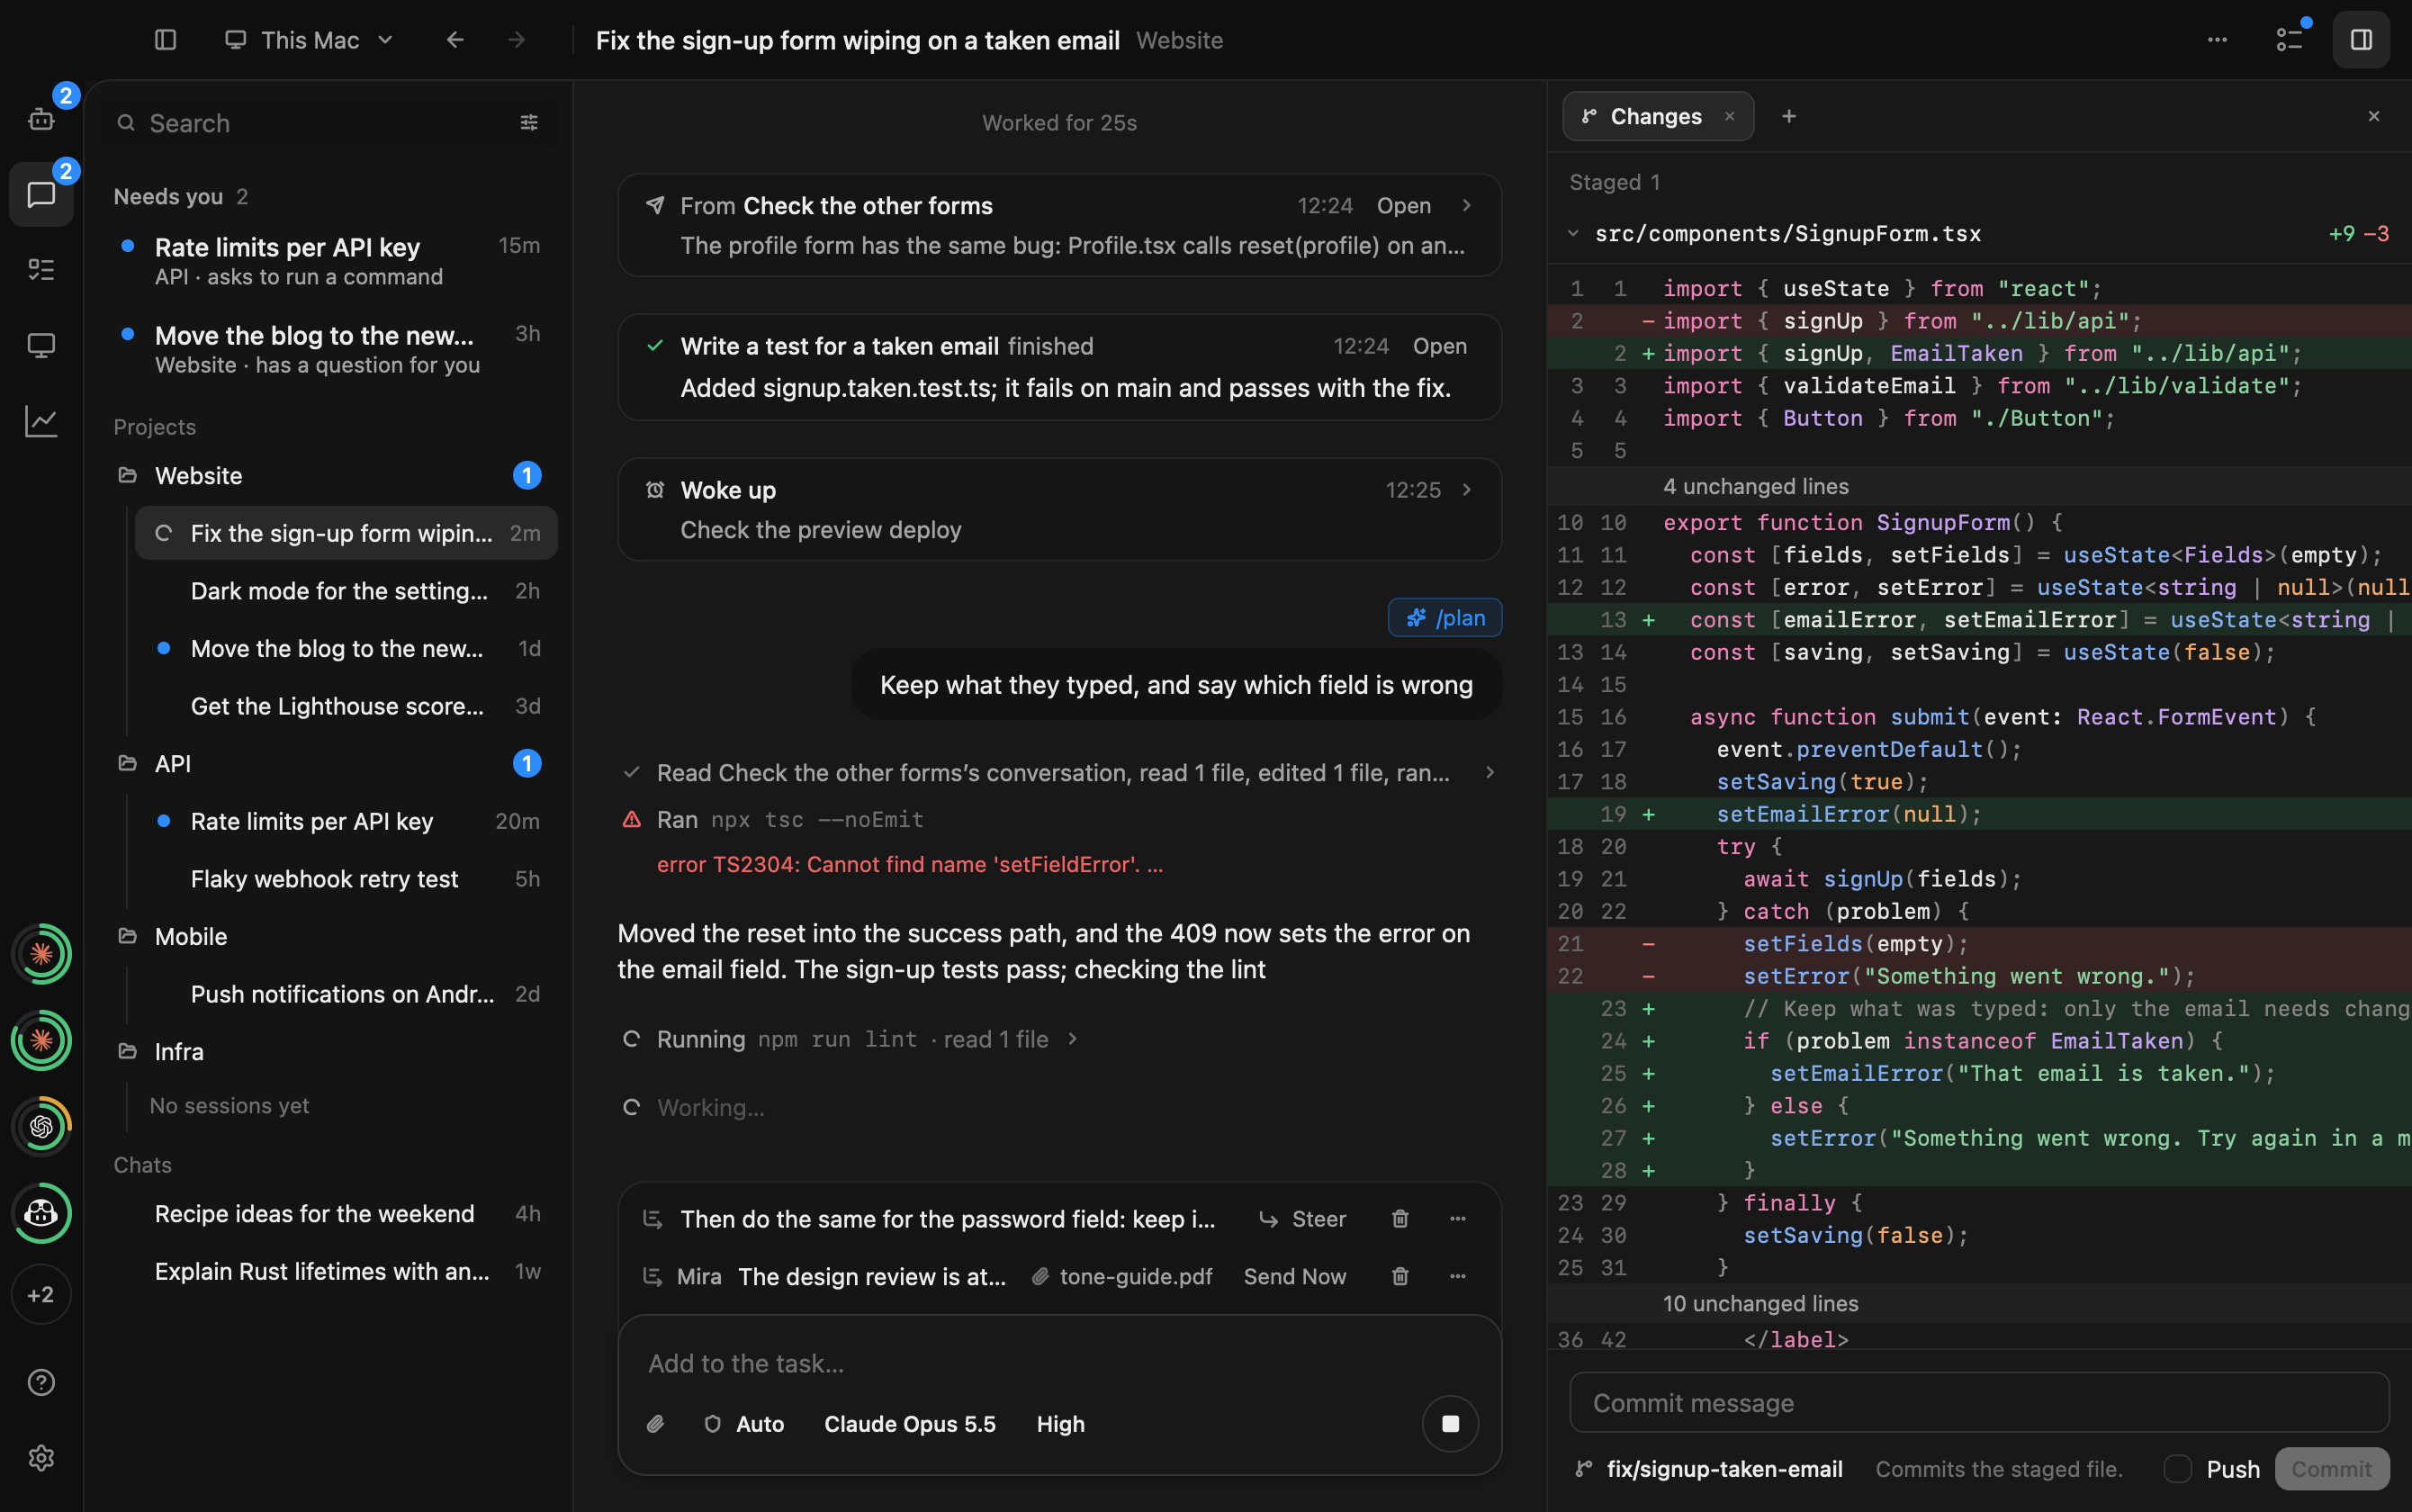 This Mac
Fix the sign-up form wiping on a taken email Website
2
2
Search
Needs you 2
Rate limits per API key 15m
API · asks to run a command
Move the blog to the new... 3h
Website · has a question for you
Projects
Website 1
Fix the sign-up form wipin... 2m
Dark mode for the setting... 2h
Move the blog to the new... 1d
Get the Lighthouse score... 3d
API 1
Rate limits per API key 20m
Flaky webhook retry test 5h
Mobile
Push notifications on Andr... 2d
Infra
No sessions yet
Chats
Recipe ideas for the weekend 4h
Explain Rust lifetimes with an... 1w
+2
Worked for 25s
From Check the other forms 12:24 Open
The profile form has the same bug: Profile.tsx calls reset(profile) on an...
Write a test for a taken email finished 12:24 Open
Added signup.taken.test.ts; it fails on main and passes with the fix.
Woke up 12:25
Check the preview deploy
/plan
Keep what they typed, and say which field is wrong
Read Check the other forms’s conversation, read 1 file, edited 1 file, ran...
Ran npx tsc --noEmit
error TS2304: Cannot find name 'setFieldError'. ...
Moved the reset into the success path, and the 409 now sets the error on
the email field. The sign-up tests pass; checking the lint
Running npm run lint · read 1 file
Working...
Then do the same for the password field: keep i... Steer
Mira The design review is at... tone-guide.pdf Send Now
Add to the task...
Auto Claude Opus 5.5 High
Changes
Staged 1
src/components/SignupForm.tsx +9 −3
1 1 import { useState } from "react";
2 − import { signUp } from "../lib/api";
2 + import { signUp, EmailTaken } from "../lib/api";
3 3 import { validateEmail } from "../lib/validate";
4 4 import { Button } from "./Button";
5 5
4 unchanged lines
10 10 export function SignupForm() {
11 11 const [fields, setFields] = useState<Fields>(empty);
12 12 const [error, setError] = useState<string | null>(null
13 + const [emailError, setEmailError] = useState<string |
13 14 const [saving, setSaving] = useState(false);
14 15
15 16 async function submit(event: React.FormEvent) {
16 17 event.preventDefault();
17 18 setSaving(true);
19 + setEmailError(null);
18 20 try {
19 21 await signUp(fields);
20 22 } catch (problem) {
21 − setFields(empty);
22 − setError("Something went wrong.");
23 + // Keep what was typed: only the email needs chang
24 + if (problem instanceof EmailTaken) {
25 + setEmailError("That email is taken.");
26 + } else {
27 + setError("Something went wrong. Try again in a m
28 + }
23 29 } finally {
24 30 setSaving(false);
25 31 }
10 unchanged lines
36 42 </label>
Commit message
fix/signup-taken-email Commits the staged file. Push Commit